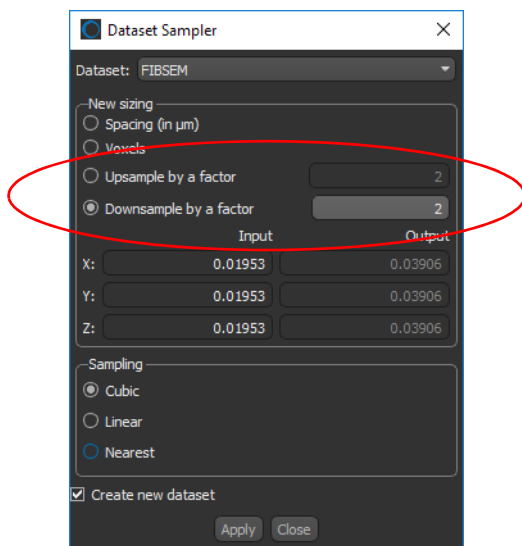 Dataset Sampler
Dataset: FIBSEM
New sizing
Spacing (in µm)
Voxels
Upsample by a factor 2
Downsample by a factor 2
Input Output
X: 0.01953 0.03906
Y: 0.01953 0.03906
Z: 0.01953 0.03906
Sampling
Cubic
Linear
Nearest
Create new dataset
Apply Close